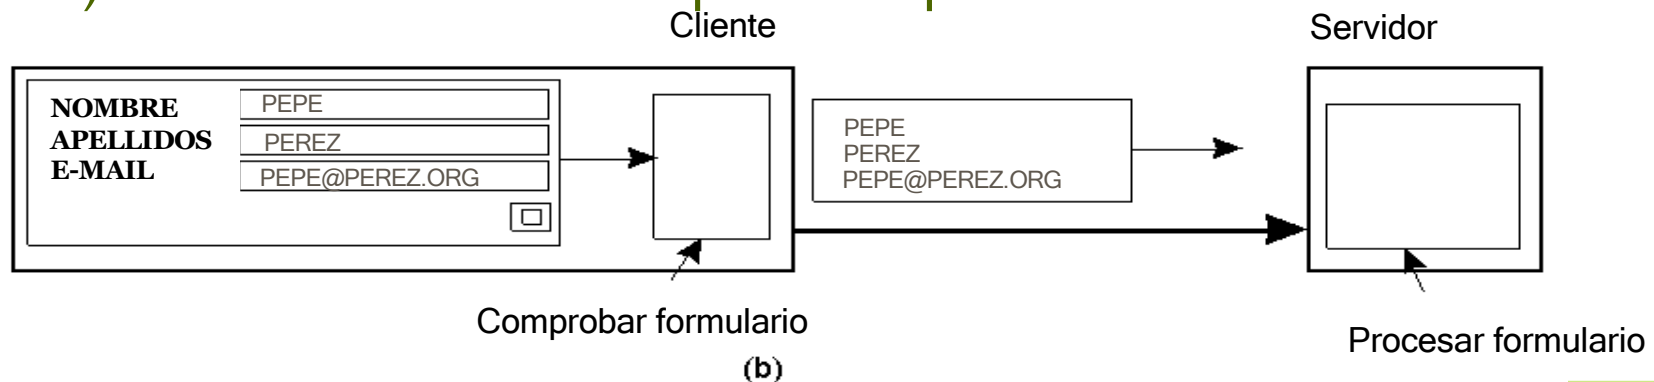 Cliente
Servidor
NOMBRE PEPE
APELLIDOS PEREZ
E-MAIL PEPE@PEREZ.ORG
PEPE
PEREZ
PEPE@PEREZ.ORG
Comprobar formulario
Procesar formulario
(b)